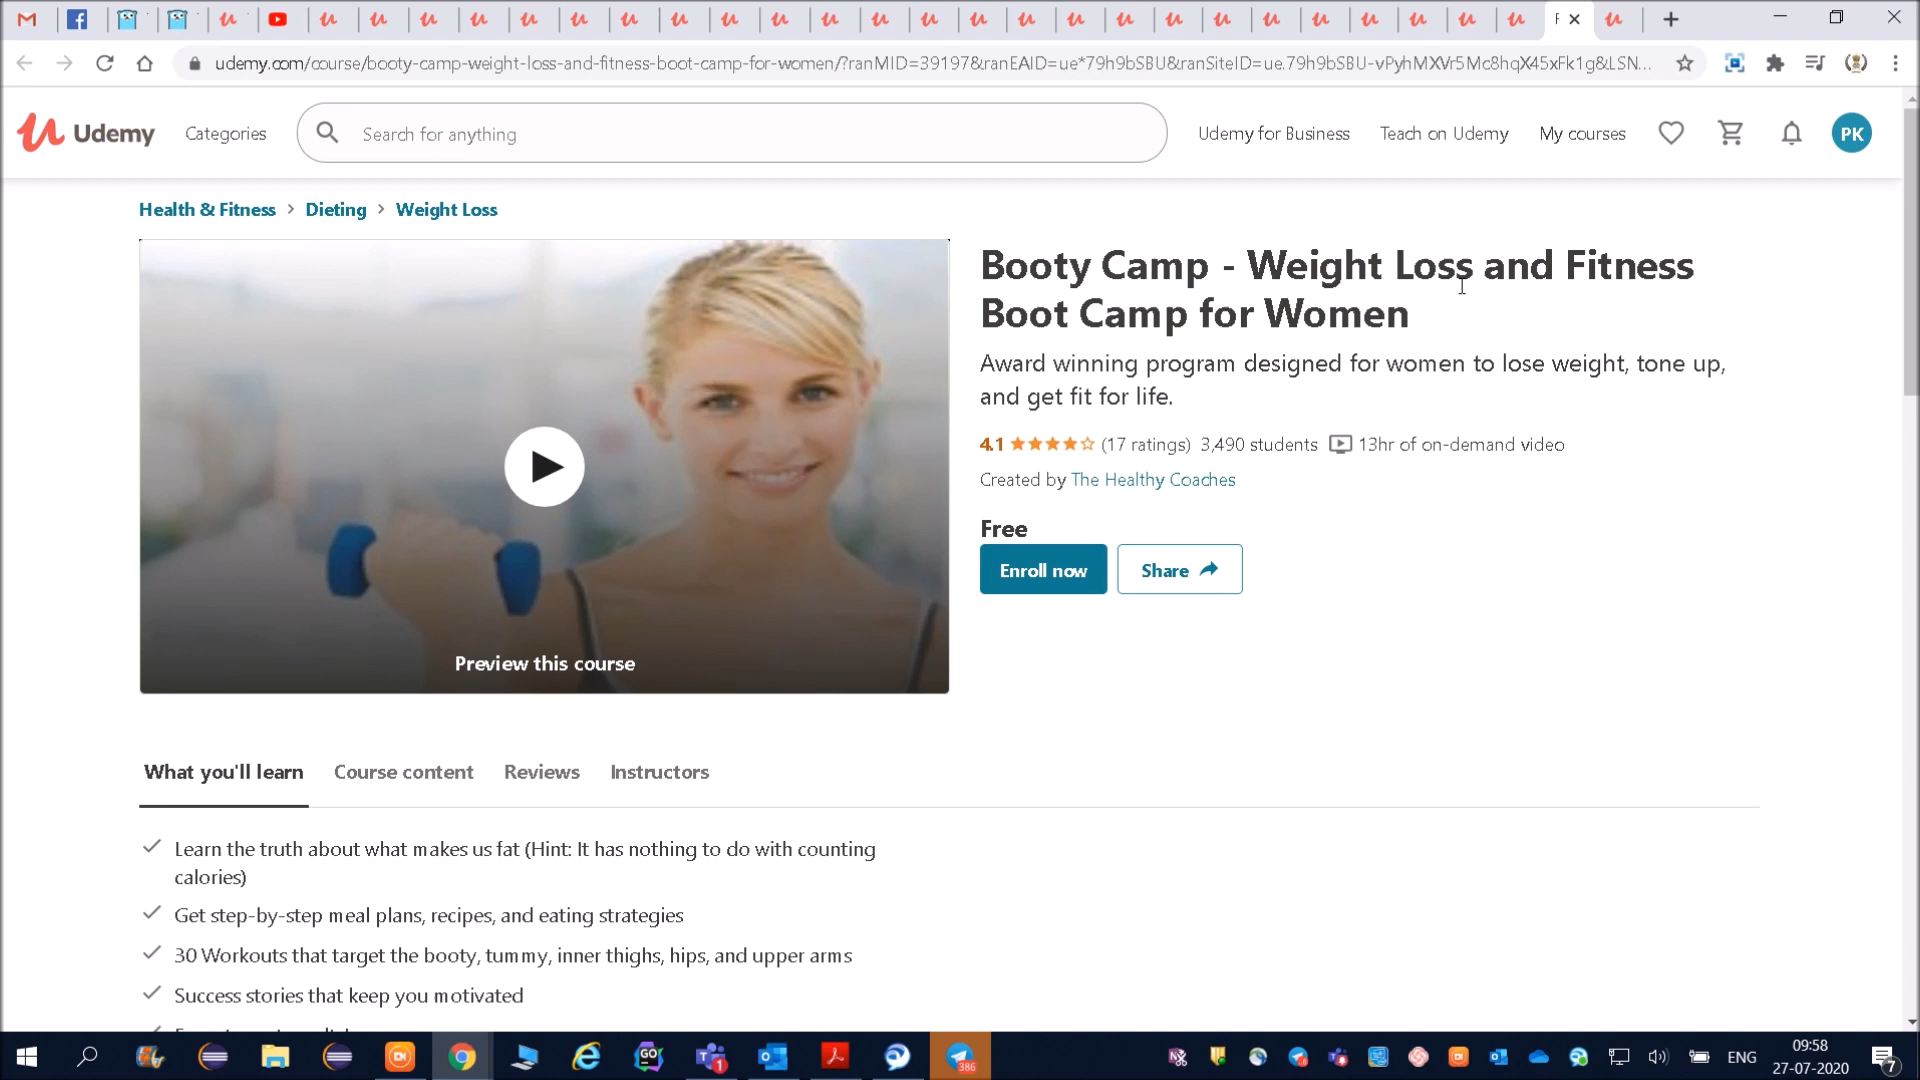 udemy.com/course/booty-camp-weight-loss-and-fitness-boot-camp-for-women/?ranMID=39197&ranEAID=ue*79h9bSBU&ranSiteID=ue.79h9bSBU-vPyhMXVr5Mc8hqX45xFk1g&LSN...
Udemy
Categories
Search for anything
Udemy for Business
Teach on Udemy
My courses
PK
Health & Fitness > Dieting > Weight Loss
Booty Camp - Weight Loss and Fitness
Boot Camp for Women
Award winning program designed for women to lose weight, tone up,
and get fit for life.
4.1 (17 ratings) 3,490 students 13hr of on-demand video
Created by The Healthy Coaches
Free
Enroll now
Share
Preview this course
What you'll learn
Course content
Reviews
Instructors
Learn the truth about what makes us fat (Hint: It has nothing to do with counting
calories)
Get step-by-step meal plans, recipes, and eating strategies
30 Workouts that target the booty, tummy, inner thighs, hips, and upper arms
Success stories that keep you motivated
GO
1
386
ENG
09:58
27-07-2020
7